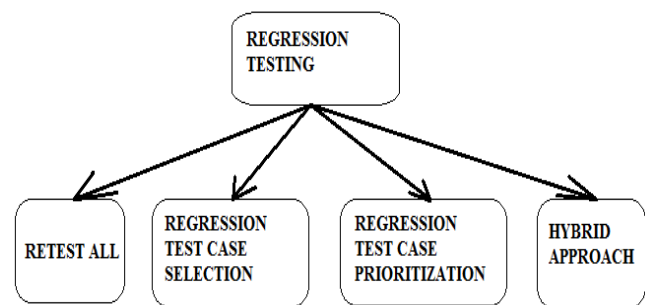 REGRESSION
TESTING
RETEST ALL
REGRESSION
TEST CASE
SELECTION
REGRESSION
TEST CASE
PRIORITIZATION
HYBRID
APPROACH